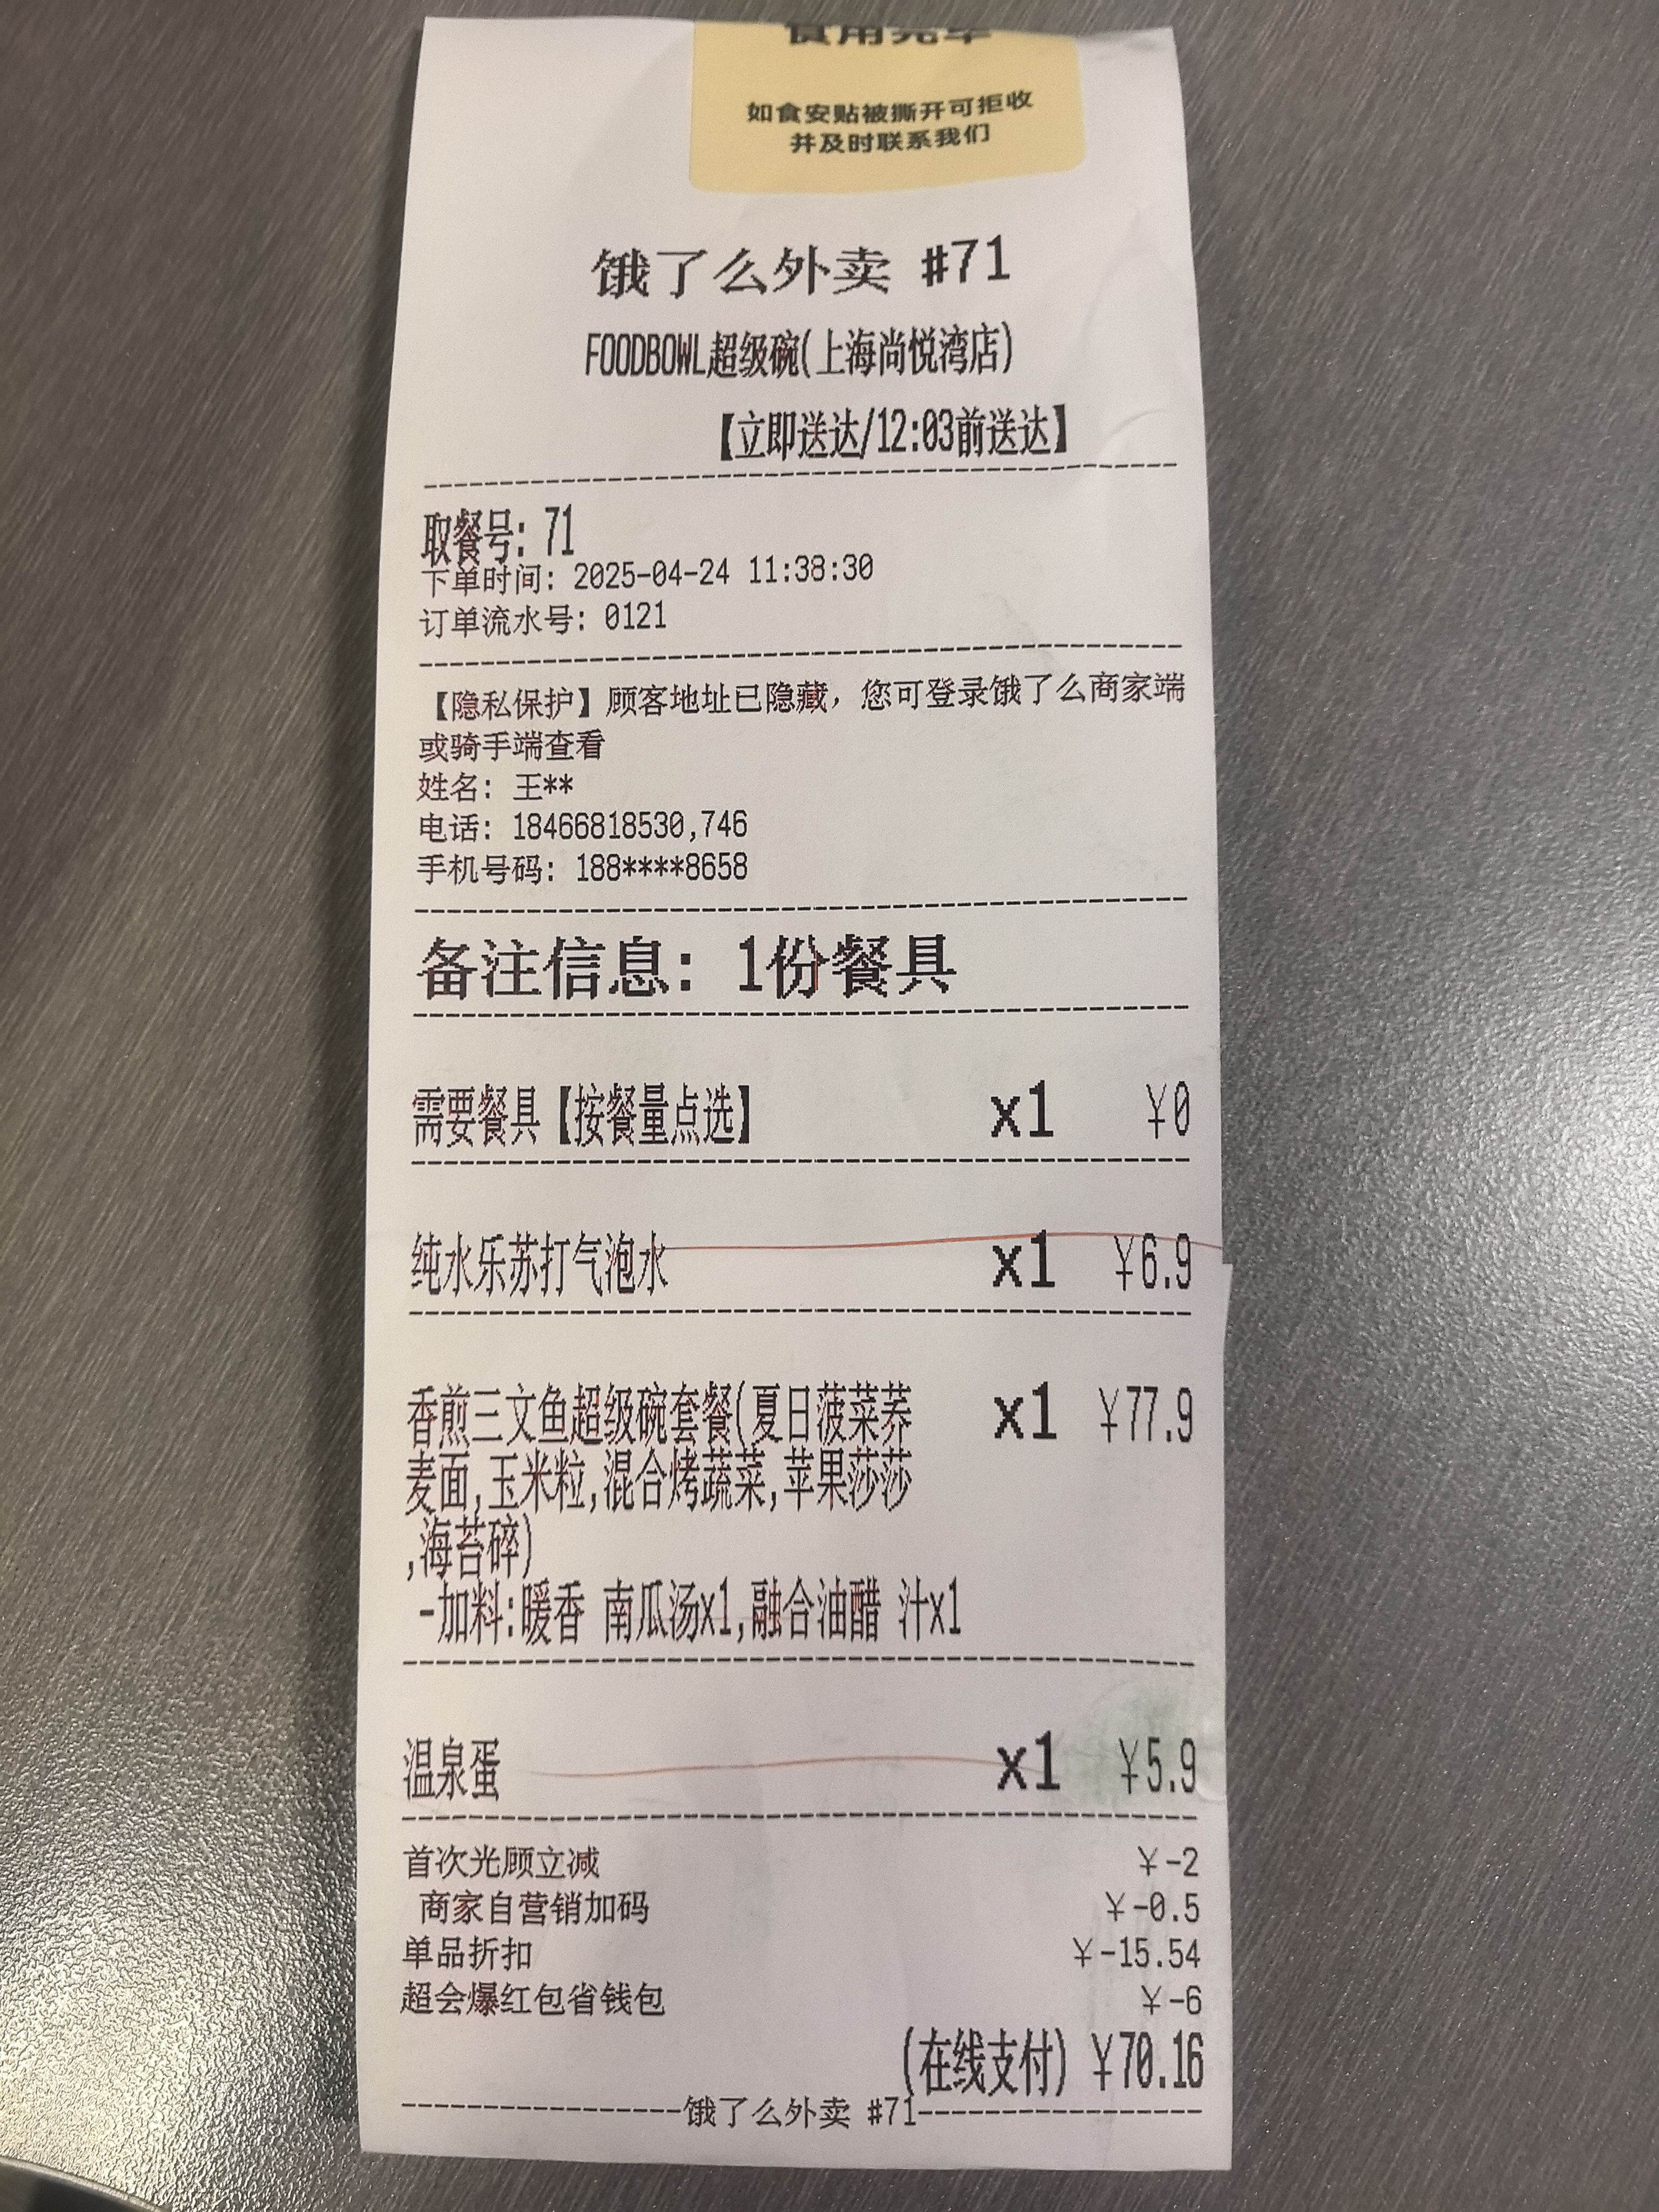 如食安贴被撕开可拒收
并及时联系我们
饿了么外卖 #71
FOODBOWL超级碗(上海尚悦湾店)
【立即送达/12:03前送达】
取餐号: 71
下单时间: 2025-04-24 11:38:30
订单流水号: 0121
【隐私保护】顾客地址已隐藏，您可登录饿了么商家端
或骑手端查看
姓名: 王**
电话: 18466818530,746
手机号码: 188****8658
备注信息: 1份餐具
需要餐具【按餐量点选】 x1 ¥0
纯水乐苏打气泡水 x1 ¥6.9
香煎三文鱼超级碗套餐(夏日菠菜荞 x1 ¥77.9
麦面,玉米粒,混合烤蔬菜,苹果莎莎
,海苔碎)
-加料:暖香 南瓜汤x1,融合油醋 汁x1
温泉蛋 x1 ¥5.9
首次光顾立减 ¥-2
商家自营销加码 ¥-0.5
单品折扣 ¥-15.54
超会爆红包省钱包 ¥-6
(在线支付) ¥70.16
-----------------饿了么外卖 #71-----------------